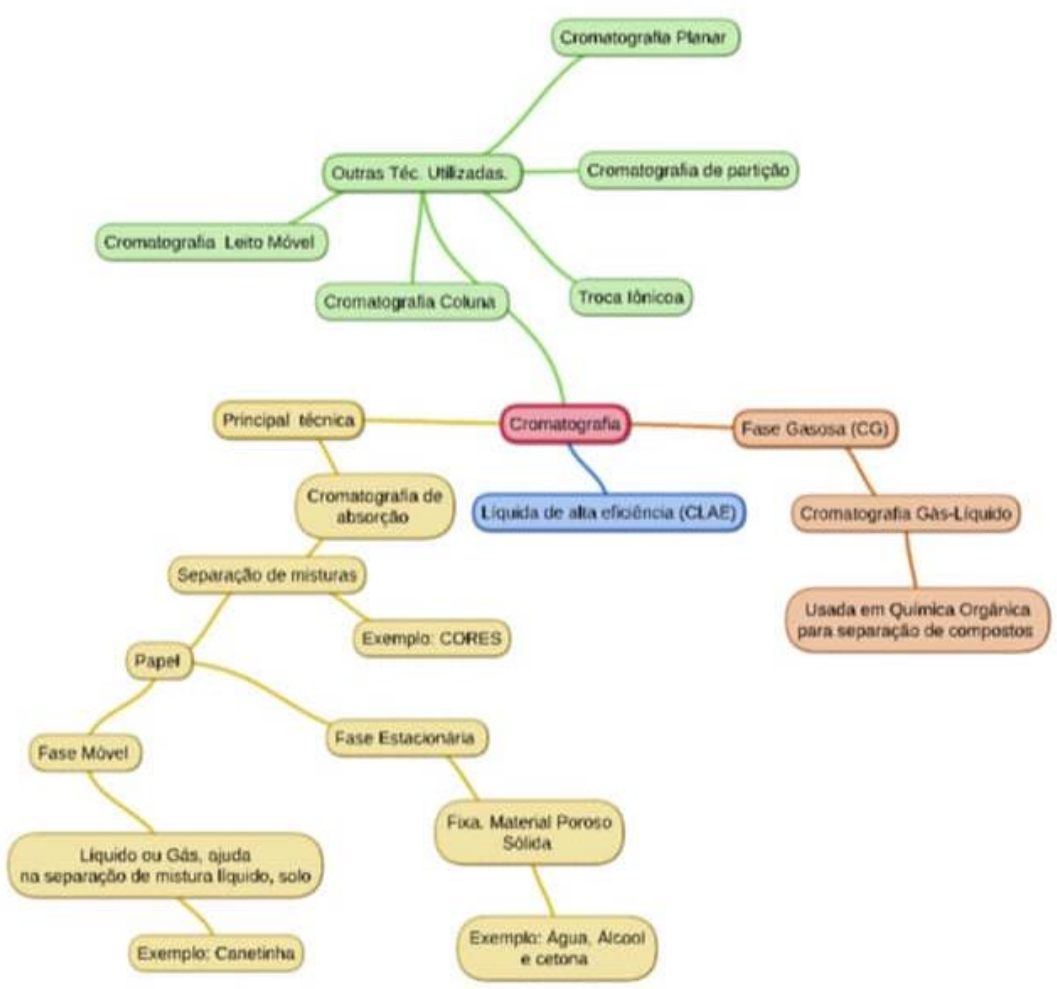 Cromatografia Planar
Outras Téc. Utilizadas.
Cromatografia de partição
Cromatografia Leito Móvel
Cromatografia Coluna
Troca Iônicoa
Principal técnica
Cromatografia
Fase Gasosa (CG)
Cromatografia de
absorção
Líquida de alta eficiência (CLAE)
Cromatografia Gás-Líquido
Separação de misturas
Exemplo: CORES
Usada em Química Orgânica
para separação de compostos
Papel
Fase Móvel
Fase Estacionária
Fixa. Material Poroso
Sólida
Líquido ou Gás, ajuda
na separação de mistura líquido, solo
Exemplo: Canetinha
Exemplo: Água, Álcool
e cetona